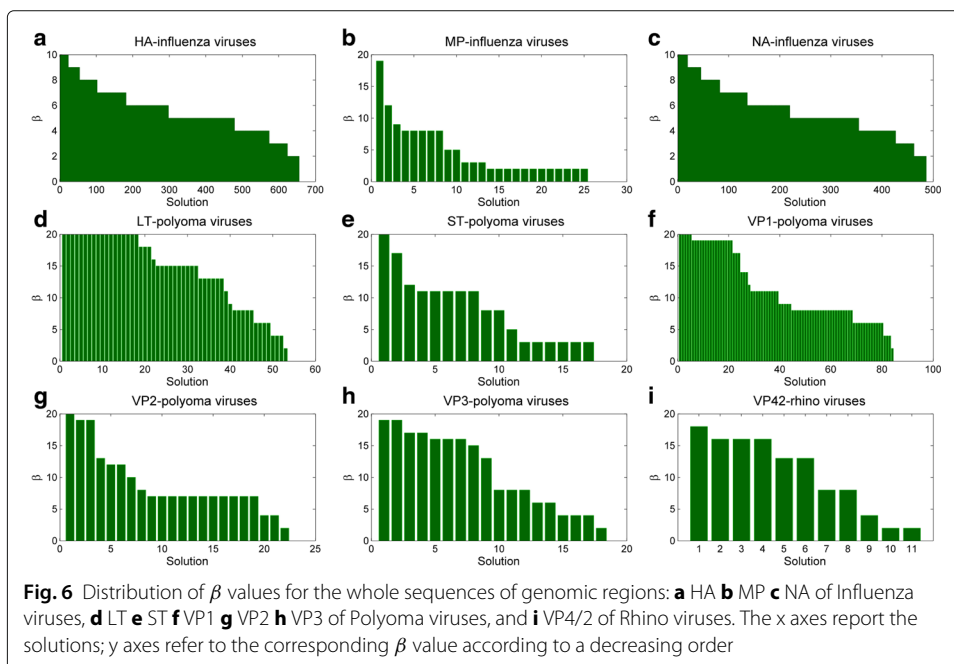 a HA-influenza viruses
10
8
6
4
2
0
β
0 100 200 300 400 500 600 700
Solution
b MP-influenza viruses
20
15
10
5
0
β
0 5 10 15 20 25 30
Solution
c NA-influenza viruses
10
8
6
4
2
0
β
0 100 200 300 400 500
Solution
d LT-polyoma viruses
20
15
10
5
0
β
0 10 20 30 40 50 60
Solution
e ST-polyoma viruses
20
15
10
5
0
β
0 5 10 15 20
Solution
f VP1-polyoma viruses
20
15
10
5
0
β
0 20 40 60 80 100
Solution
g VP2-polyoma viruses
20
15
10
5
0
β
0 5 10 15 20 25
Solution
h VP3-polyoma viruses
20
15
10
5
0
β
0 5 10 15 20
Solution
i VP42-rhino viruses
20
15
10
5
0
β
1 2 3 4 5 6 7 8 9 10 11
Solution
Fig. 6 Distribution of β values for the whole sequences of genomic regions: a HA b MP c NA of Influenza
viruses, d LT e ST f VP1 g VP2 h VP3 of Polyoma viruses, and i VP4/2 of Rhino viruses. The x axes report the
solutions; y axes refer to the corresponding β value according to a decreasing order